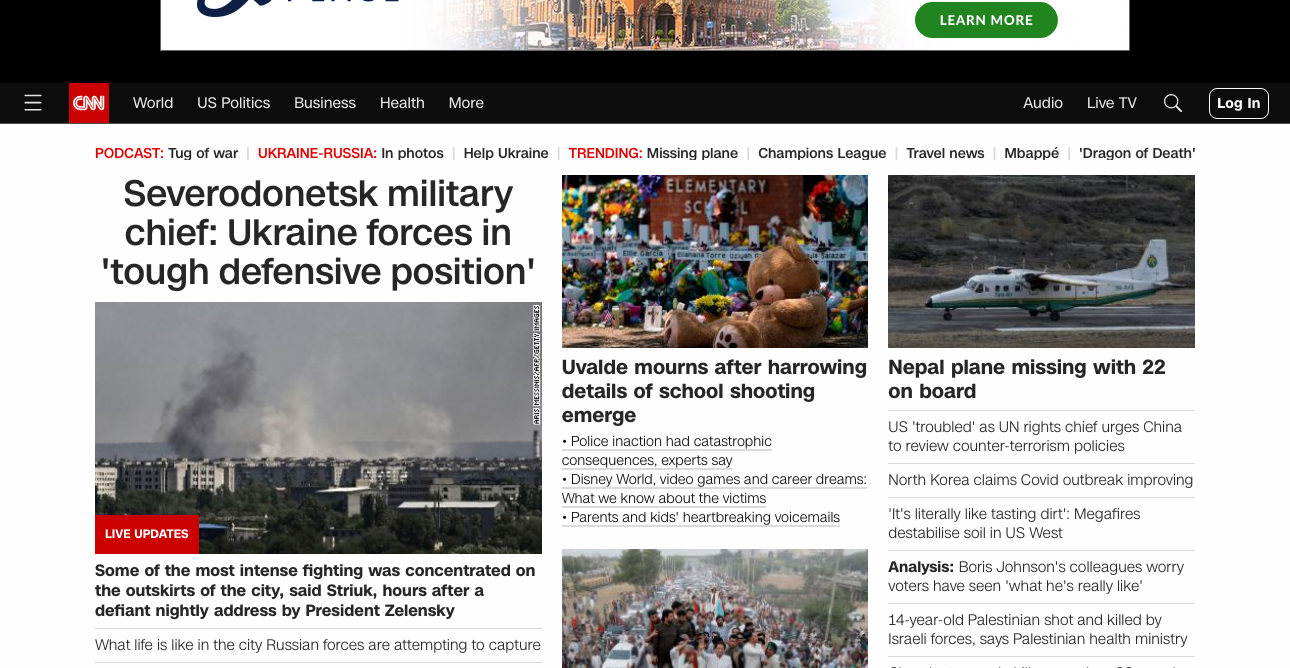 LEARN MORE
CNN
World US Politics Business Health More Audio Live TV Log In
PODCAST: Tug of war | UKRAINE-RUSSIA: In photos | Help Ukraine | TRENDING: Missing plane | Champions League | Travel news | Mbappé | 'Dragon of Death'
Severodonetsk military
chief: Ukraine forces in
'tough defensive position'
ARIS MESSINIS/AFP/GETTY IMAGES
LIVE UPDATES
Some of the most intense fighting was concentrated on
the outskirts of the city, said Striuk, hours after a
defiant nightly address by President Zelensky
What life is like in the city Russian forces are attempting to capture
ELEMENTARY
Uvalde mourns after harrowing
details of school shooting
emerge
• Police inaction had catastrophic
consequences, experts say
• Disney World, video games and career dreams:
What we know about the victims
• Parents and kids' heartbreaking voicemails
Nepal plane missing with 22
on board
US 'troubled' as UN rights chief urges China
to review counter-terrorism policies
North Korea claims Covid outbreak improving
'It's literally like tasting dirt': Megafires
destabilise soil in US West
Analysis: Boris Johnson's colleagues worry
voters have seen 'what he's really like'
14-year-old Palestinian shot and killed by
Israeli forces, says Palestinian health ministry